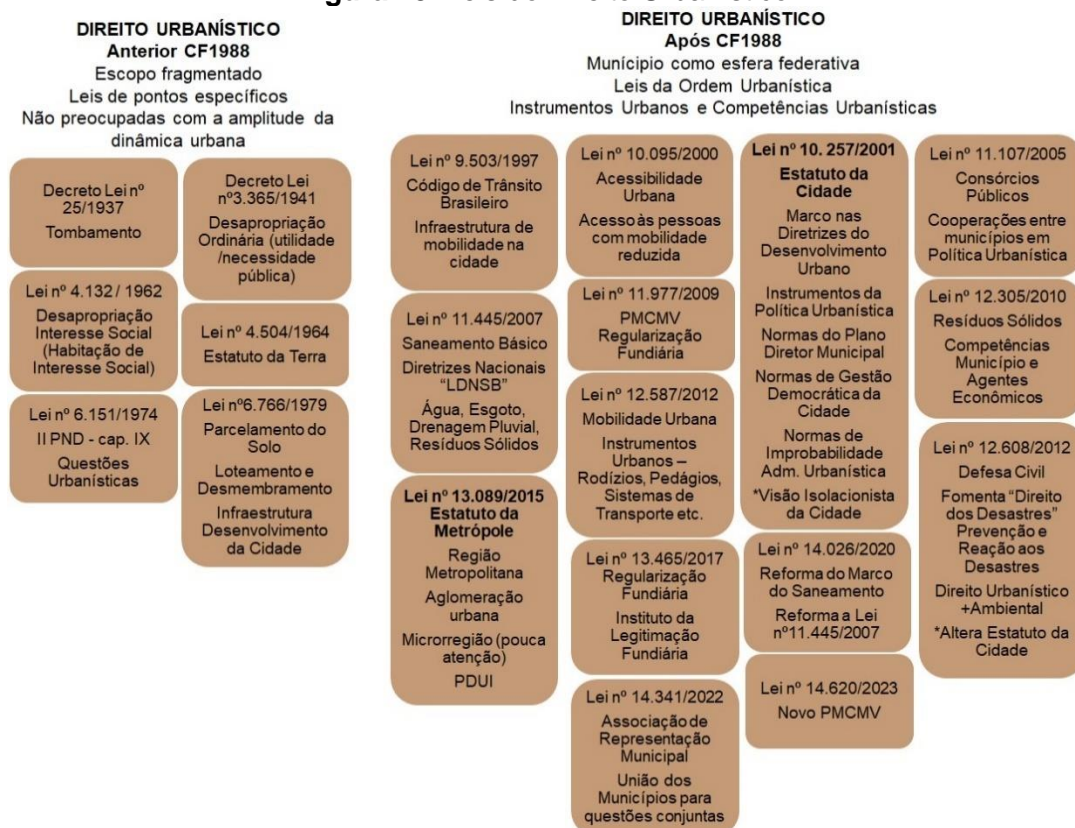 DIREITO URBANÍSTICO
Anterior CF1988
Escopo fragmentado
Leis de pontos específicos
Não preocupadas com a amplitude da
dinâmica urbana
Decreto Lei nº
25/1937
Tombamento
Decreto Lei
nº3.365/1941
Desapropriação
Ordinária (utilidade
/necessidade
pública)
Lei nº 4.132 / 1962
Desapropriação
Interesse Social
(Habitação de
Interesse Social)
Lei nº 4.504/1964
Estatuto da Terra
Lei nº 6.151/1974
II PND - cap. IX
Questões
Urbanísticas
Lei nº6.766/1979
Parcelamento do
Solo
Loteamento e
Desmembramento
Infraestrutura
Desenvolvimento
da Cidade
DIREITO URBANÍSTICO
Após CF1988
Município como esfera federativa
Leis da Ordem Urbanística
Instrumentos Urbanos e Competências Urbanísticas
Lei nº 9.503/1997
Código de Trânsito
Brasileiro
Infraestrutura de
mobilidade na
cidade
Lei nº 11.445/2007
Saneamento Básico
Diretrizes Nacionais
“LDNSB”
Água, Esgoto,
Drenagem Pluvial,
Resíduos Sólidos
Lei nº 13.089/2015
Estatuto da
Metrópole
Região
Metropolitana
Aglomeração
urbana
Microrregião (pouca
atenção)
PDUI
Lei nº 10.095/2000
Acessibilidade
Urbana
Acesso às pessoas
com mobilidade
reduzida
Lei nº 11.977/2009
PMCMV
Regularização
Fundiária
Lei nº 12.587/2012
Mobilidade Urbana
Instrumentos
Urbanos –
Rodízios, Pedágios,
Sistemas de
Transporte etc.
Lei nº 13.465/2017
Regularização
Fundiária
Instituto da
Legitimação
Fundiária
Lei nº 14.341/2022
Associação de
Representação
Municipal
União dos
Municípios para
questões conjuntas
Lei nº 10. 257/2001
Estatuto da
Cidade
Marco nas
Diretrizes do
Desenvolvimento
Urbano
Instrumentos da
Política Urbanística
Normas do Plano
Diretor Municipal
Normas de Gestão
Democrática da
Cidade
Normas de
Improbabilidade
Adm. Urbanística
*Visão Isolacionista
da Cidade
Lei nº 14.026/2020
Reforma do Marco
do Saneamento
Reforma a Lei
nº11.445/2007
Lei nº 14.620/2023
Novo PMCMV
Lei nº 11.107/2005
Consórcios
Públicos
Cooperações entre
municípios em
Política Urbanística
Lei nº 12.305/2010
Resíduos Sólidos
Competências
Município e
Agentes
Econômicos
Lei nº 12.608/2012
Defesa Civil
Fomenta “Direito
dos Desastres”
Prevenção e
Reação aos
Desastres
Direito Urbanístico
+Ambiental
*Altera Estatuto da
Cidade